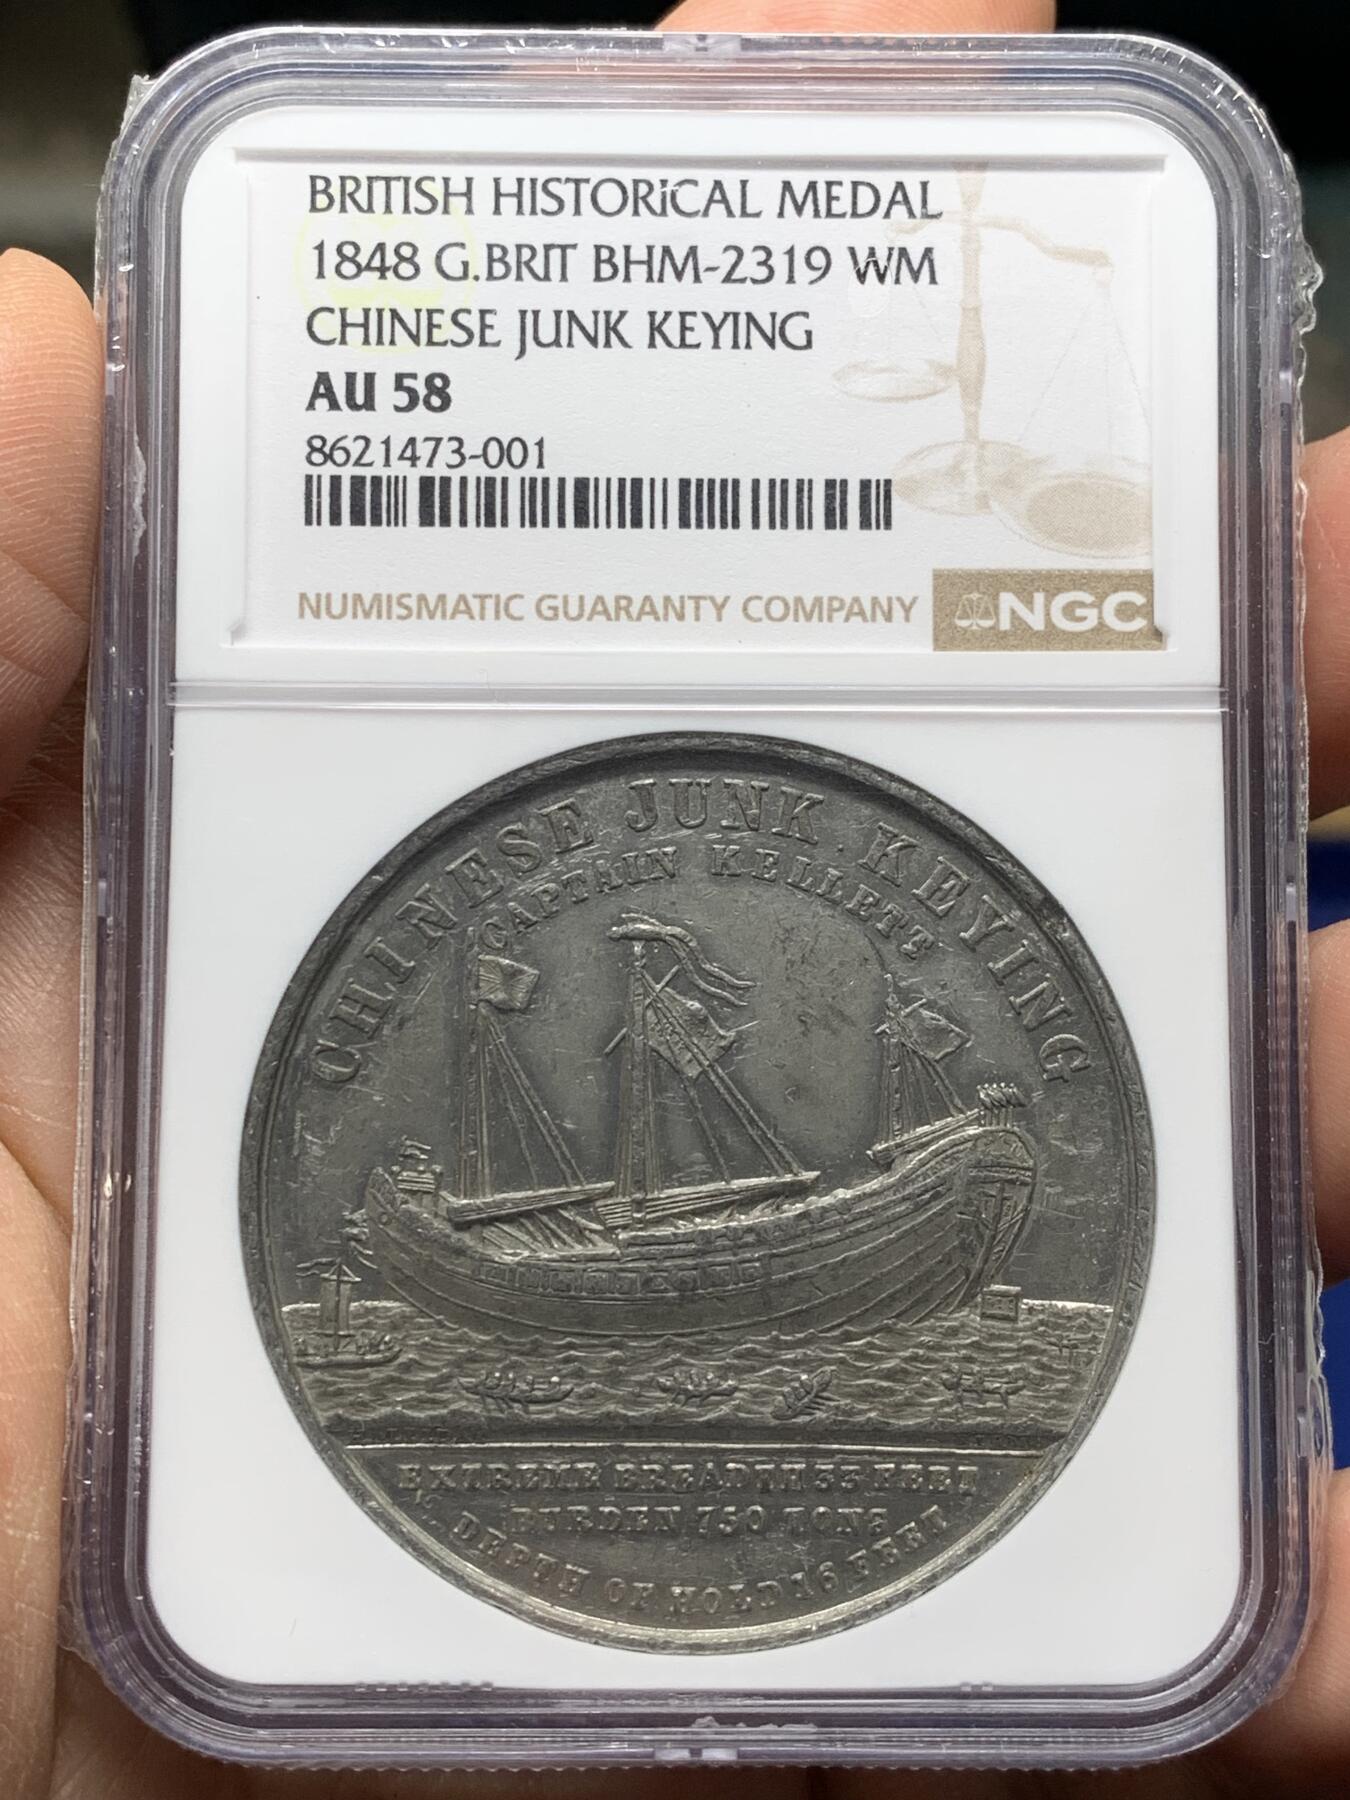 BRITISH HISTORICAL MEDAL
1848 G.BRIT BHM-2319 WM
CHINESE JUNK KEYING
AU 58
8621473-001
NUMISMATIC GUARANTY COMPANY NGC
CHINESE JUNK KEYING
CAPTAIN KELLETT
EXTREME BREADTH 33 FEET
BURDEN 750 TONS
DEPTH OF HOLD 16 FEET